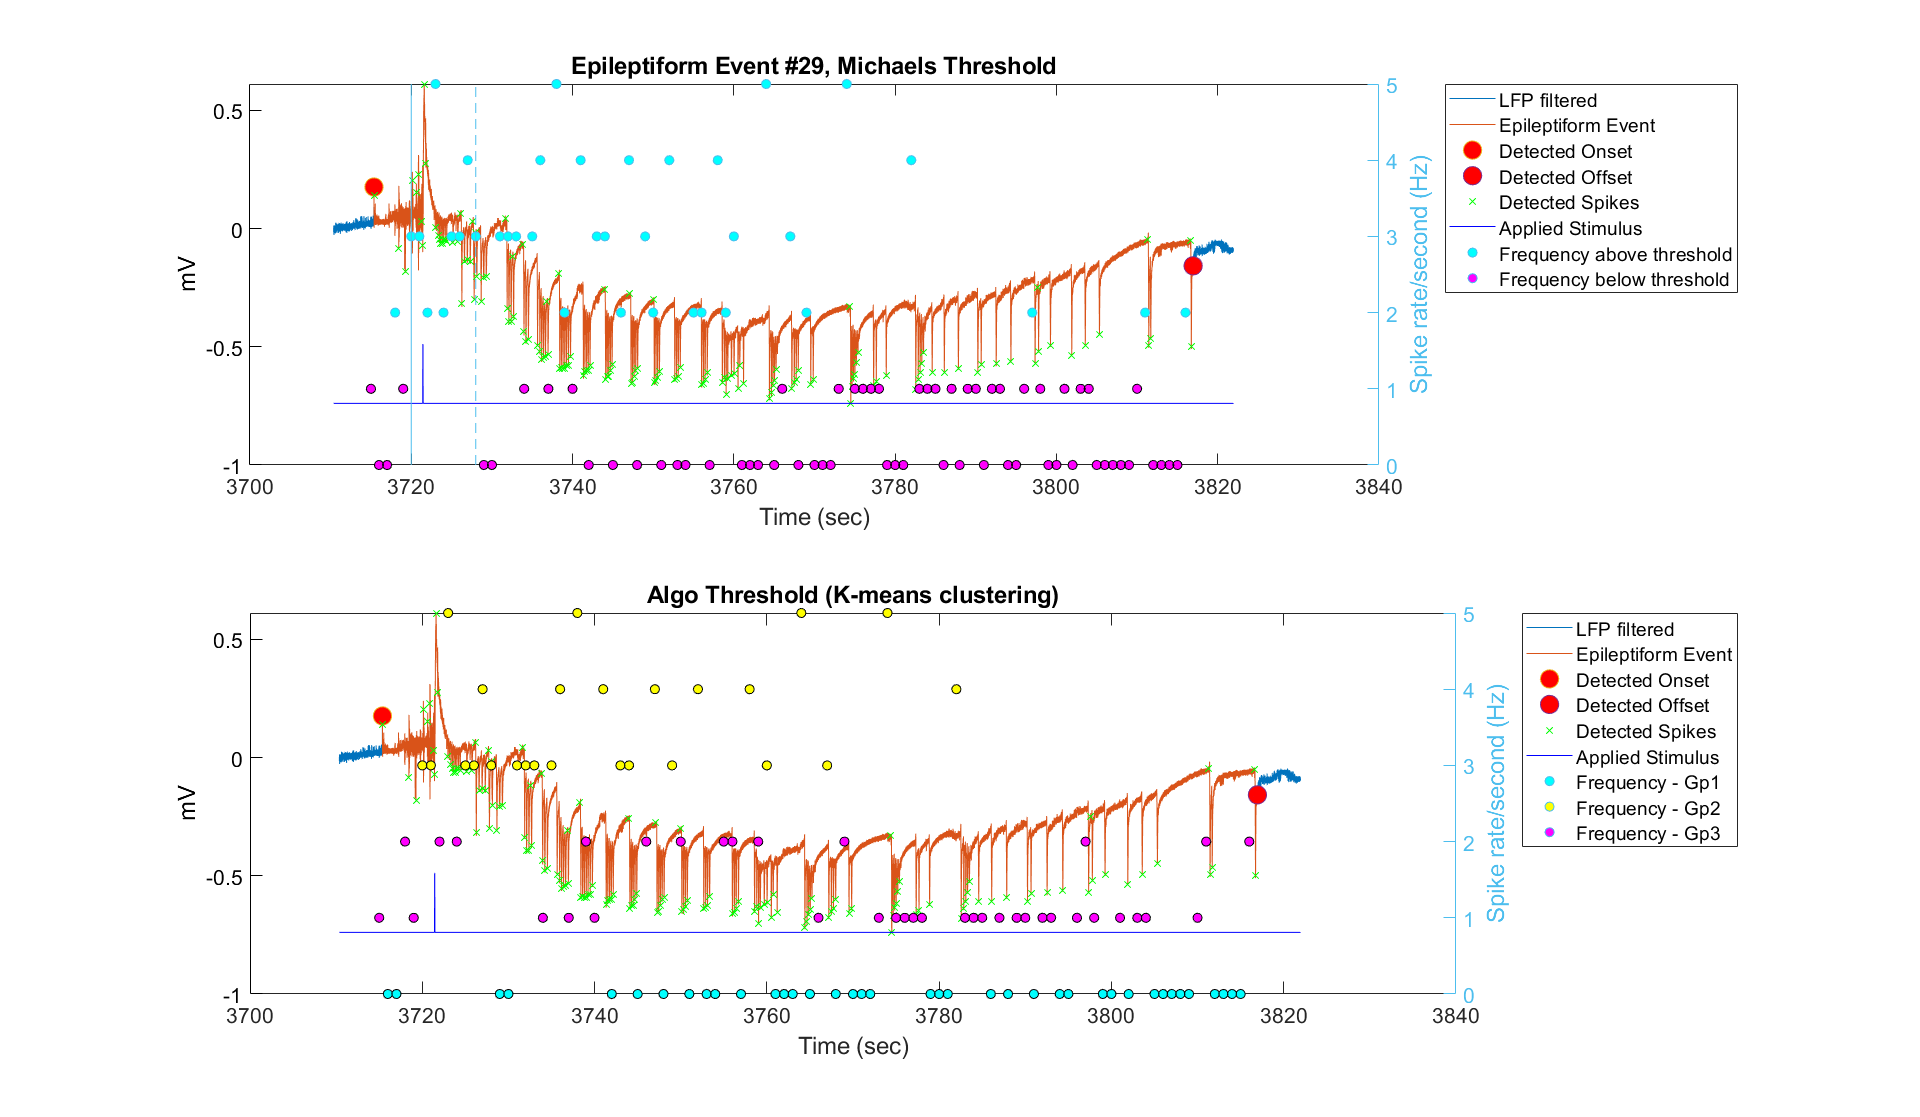 Epileptiform Event #29, Michaels Threshold
0.5
0
-0.5
-1
mV
3700
3720
3740
3760
3780
3800
3820
3840
Time (sec)
5
4
3
2
1
0
Spike rate/second (Hz)
LFP filtered
Epileptiform Event
Detected Onset
Detected Offset
Detected Spikes
Applied Stimulus
Frequency above threshold
Frequency below threshold
Algo Threshold (K-means clustering)
0.5
0
-0.5
-1
mV
3700
3720
3740
3760
3780
3800
3820
3840
Time (sec)
5
4
3
2
1
0
Spike rate/second (Hz)
LFP filtered
Epileptiform Event
Detected Onset
Detected Offset
Detected Spikes
Applied Stimulus
Frequency - Gp1
Frequency - Gp2
Frequency - Gp3